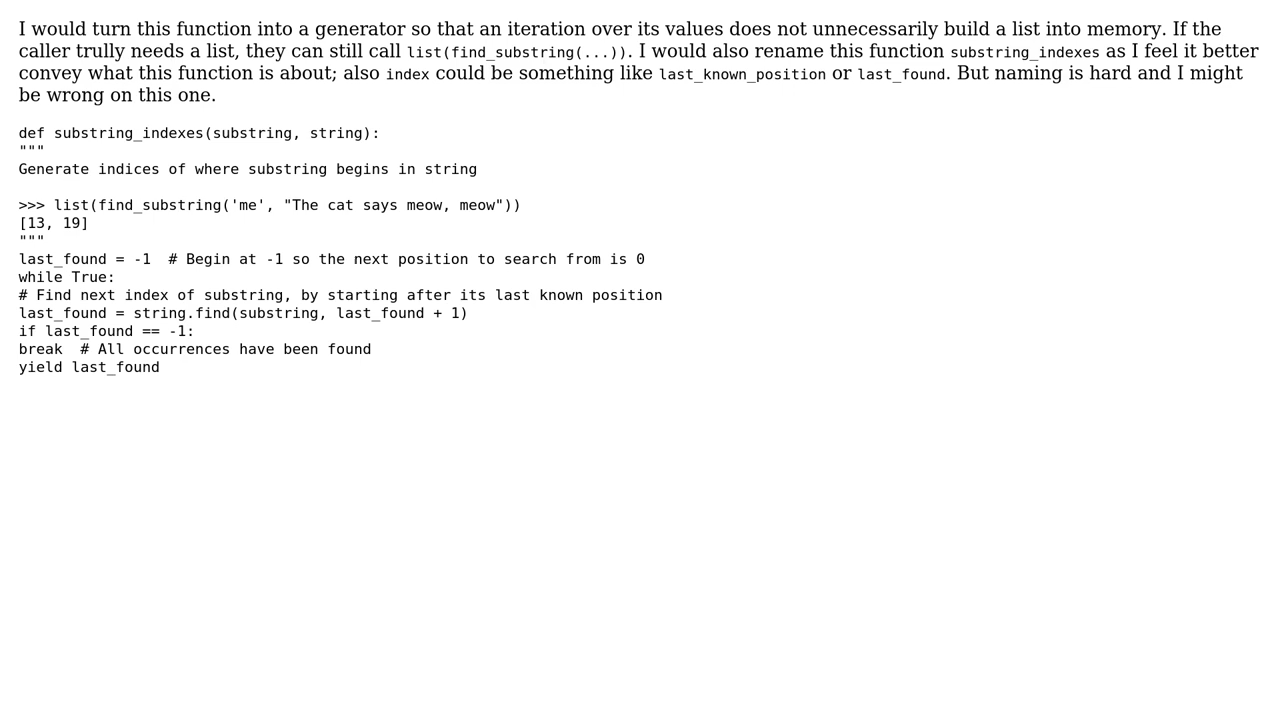 I would turn this function into a generator so that an iteration over its values does not unnecessarily build a list into memory. If the
caller trully needs a list, they can still call list(find_substring(...)). I would also rename this function substring_indexes as I feel it better
convey what this function is about; also index could be something like last_known_position or last_found. But naming is hard and I might
be wrong on this one.
def substring_indexes(substring, string):
"""
Generate indices of where substring begins in string
>>> list(find_substring('me', "The cat says meow, meow"))
[13, 19]
"""
last_found = -1  # Begin at -1 so the next position to search from is 0
while True:
# Find next index of substring, by starting after its last known position
last_found = string.find(substring, last_found + 1)
if last_found == -1:
break  # All occurrences have been found
yield last_found